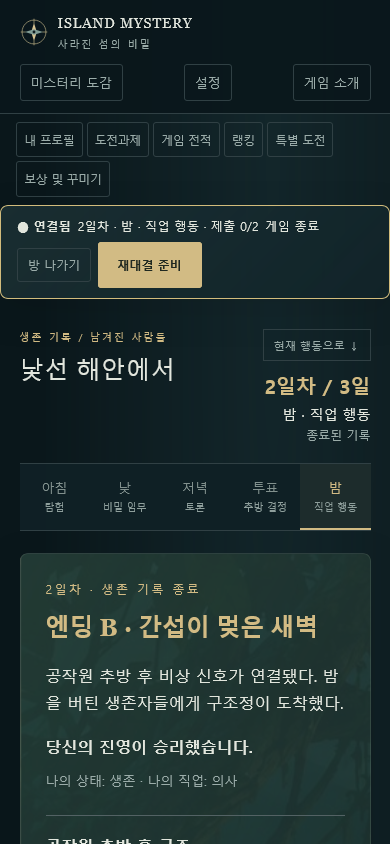 ISLAND MYSTERY
사라진 섬의 비밀
미스터리 도감
설정
게임 소개
내 프로필
도전과제
게임 전적
랭킹
특별 도전
보상 및 꾸미기
연결됨 2일차 · 밤 · 직업 행동 · 제출 0/2 게임 종료
방 나가기
재대결 준비
생존 기록 / 남겨진 사람들
낯선 해안에서
현재 행동으로 ↓
2일차 / 3일
밤 · 직업 행동
종료된 기록
아침 낮 저녁 투표 밤
탐험 비밀 임무 토론 추방 결정 직업 행동
2일차 · 생존 기록 종료
엔딩 B · 간섭이 멎은 새벽
공작원 추방 후 비상 신호가 연결됐다. 밤
을 버틴 생존자들에게 구조정이 도착했다.
당신의 진영이 승리했습니다.
나의 상태: 생존 · 나의 직업: 의사